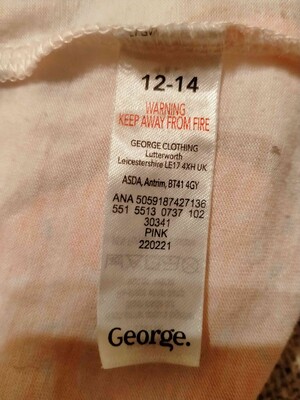 12-14
WARNING
KEEP AWAY FROM FIRE
GEORGE CLOTHING
Lutterworth
Leicestershire LE17 4XH UK
ASDA, Antrim, BT41 4GY
ANA 5059187427136
551 5513 0737 102
30341
PINK
220221
George.